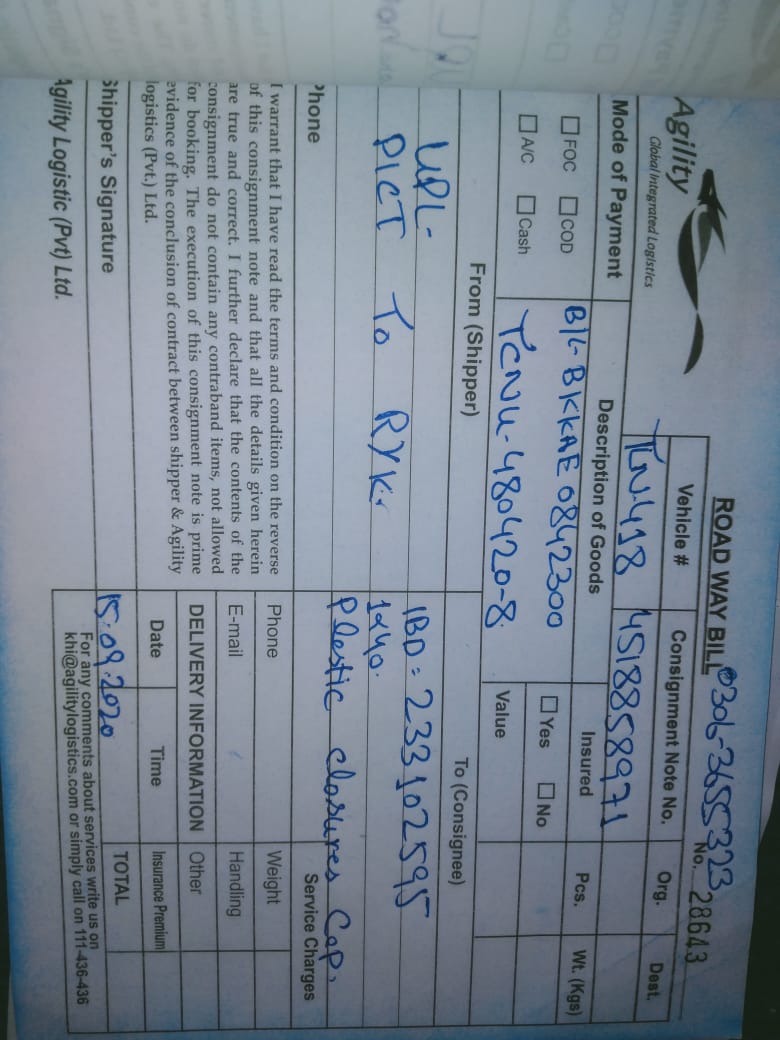 Agility
Global Integrated Logistics
ROAD WAY BILL 0306-3655323
No. 28643
Vehicle # Consignment Note No. Org. Dest.
TLN-418 4518858971
Mode of Payment Description of Goods Insured Pcs. Wt. (Kgs)
FOC COD B/L- BKKAE 0842300 Yes No
A/C Cash TCNU-480420-8 Value
From (Shipper) To (Consignee)
UPL- IBD: 233102595
PICT To RYK. 1x40.
Plestic closures Cap.
Phone Service Charges
I warrant that I have read the terms and condition on the reverse
of this consignment note and that all the details given herein
are true and correct. I further declare that the contents of the
consignment do not contain any contraband items, not allowed
for booking. The execution of this consignment note is prime
evidence of the conclusion of contract between shipper & Agility
logistics (Pvt.) Ltd.
Phone Weight
E-mail Handling
DELIVERY INFORMATION Other
Date Time Insurance Premium
Shipper's Signature 15.09.2020 TOTAL
Agility Logistic (Pvt) Ltd.
For any comments about services write us on
khi@agilitylogistics.com or simply call on 111-436-436